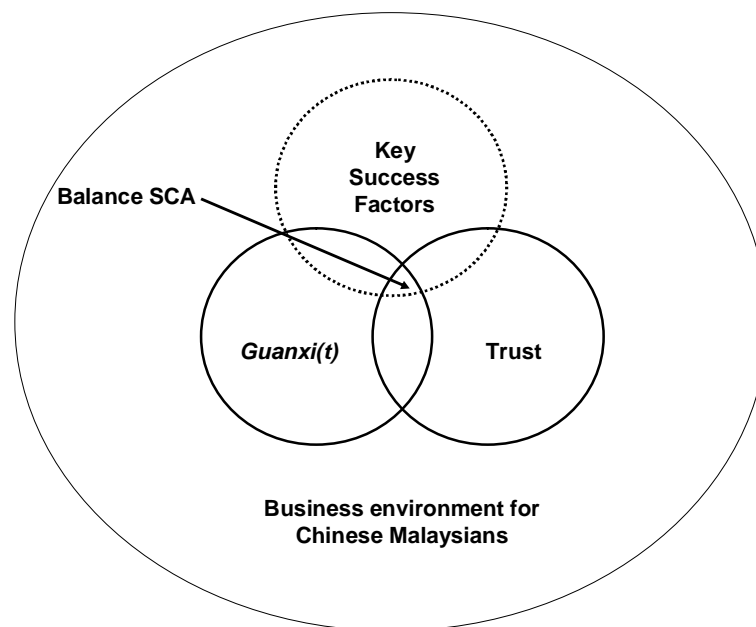 Key
Success
Factors
Balance SCA
Guanxi(t)
Trust
Business environment for
Chinese Malaysians